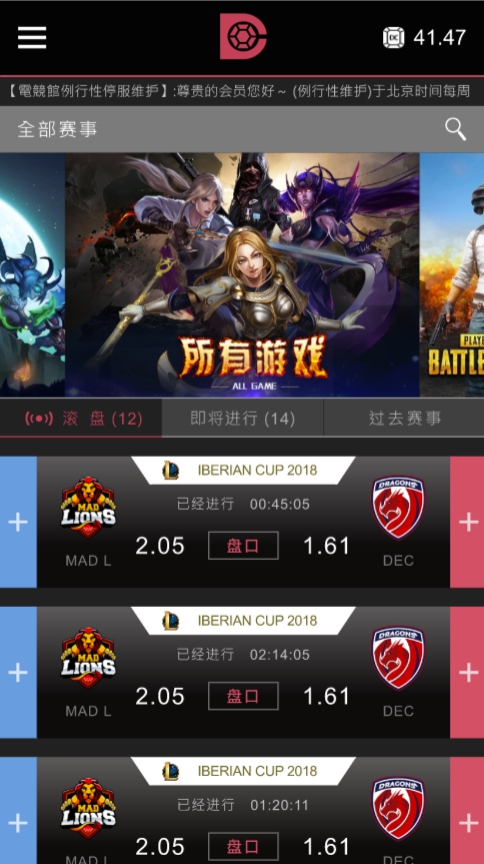 DC 41.47
【電競館例行性停服维护】:尊贵的会员您好～ (例行性维护)于北京时间每周
全部赛事
所有游戏
ALL GAME
PLAY
BATTLE
滚 盘 (12) 即将进行 (14) 过去赛事
IBERIAN CUP 2018
已经进行 00:45:05
MAD LIONS
DRAGONS
2.05 盘口 1.61
MAD L DEC
IBERIAN CUP 2018
已经进行 02:14:05
MAD LIONS
DRAGONS
2.05 盘口 1.61
MAD L DEC
IBERIAN CUP 2018
已经进行 01:20:11
MAD LIONS
DRAGONS
2.05 盘口 1.61
MAD L DEC